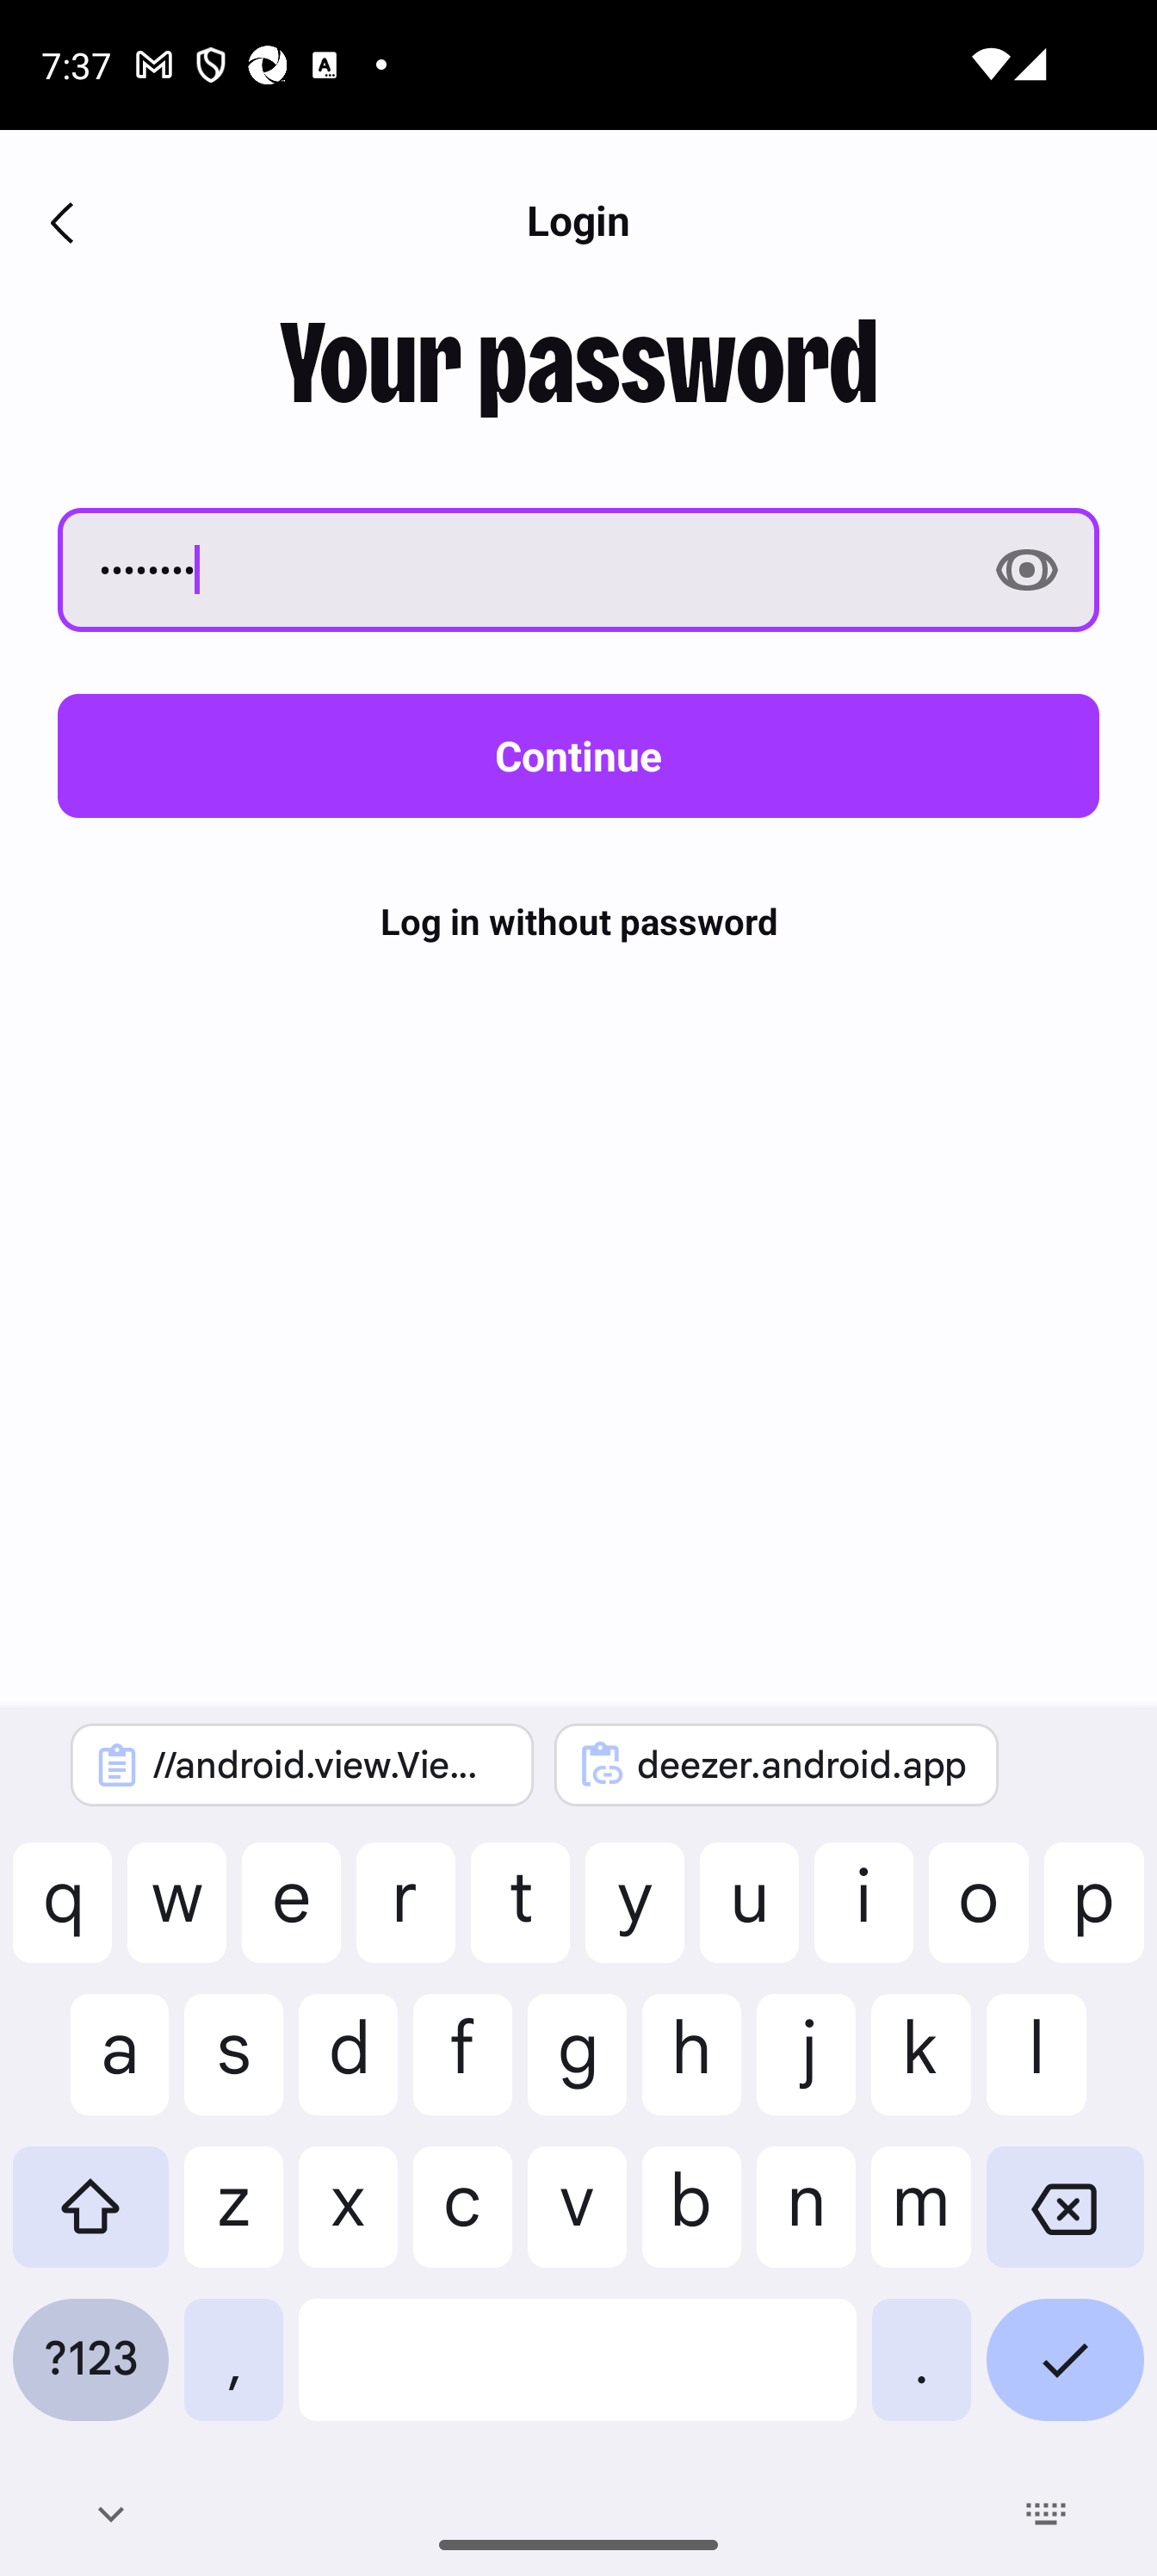 7:37
Login
Your password
••••••••
Continue
Log in without password
//android.view.Vie...
deezer.android.app
q w e r t y u i o p
a s d f g h j k l
z x c v b n m
?123 , .